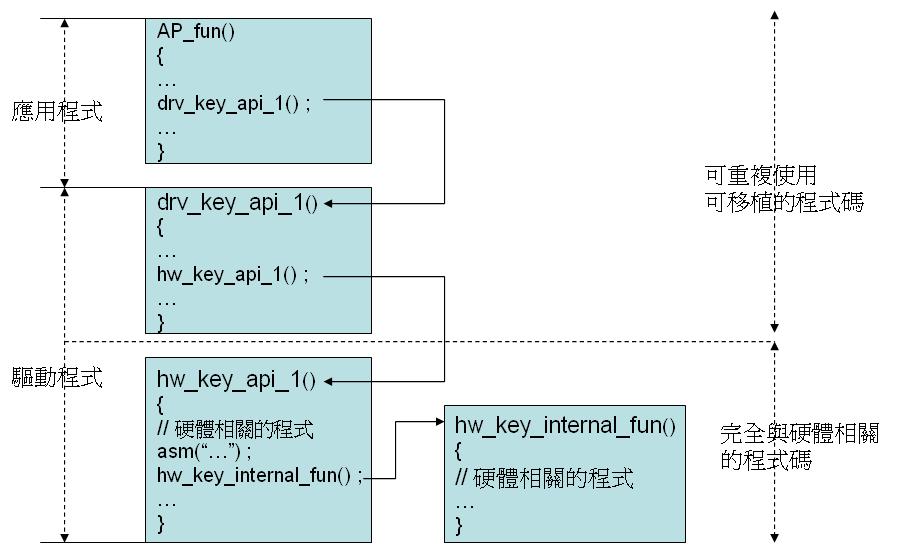 應用程式
AP_fun()
{
…
drv_key_api_1() ;
…
}
可重複使用
可移植的程式碼
驅動程式
drv_key_api_1()
{
…
hw_key_api_1() ;
…
}
hw_key_api_1()
{
// 硬體相關的程式
asm(“…”) ;
hw_key_internal_fun() ;
…
}
hw_key_internal_fun()
{
// 硬體相關的程式
…
}
完全與硬體相關
的程式碼